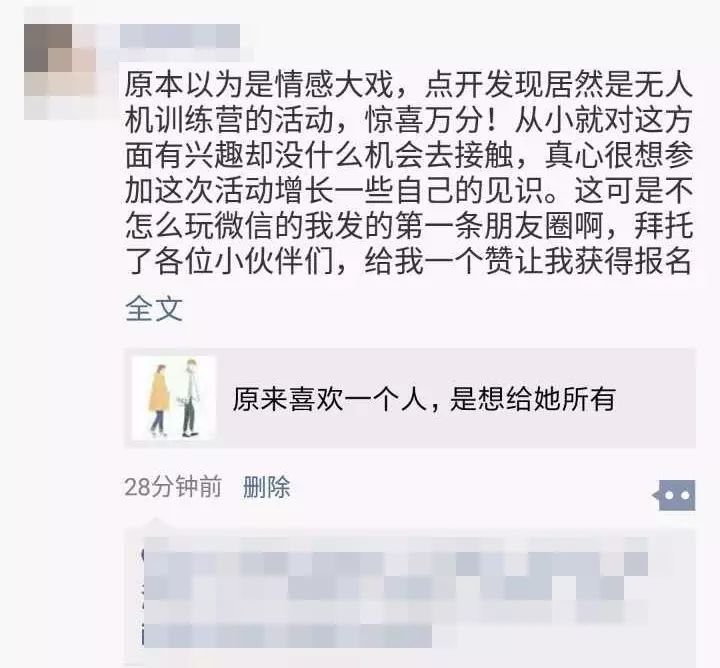 原本以为是情感大戏，点开发现居然是无人
机训练营的活动，惊喜万分！从小就对这方
面有兴趣却没什么机会去接触，真心很想参
加这次活动增长一些自己的见识。这可是不
怎么玩微信的我发的第一条朋友圈啊，拜托
了各位小伙伴们，给我一个赞让我获得报名
全文
原来喜欢一个人，是想给她所有
28分钟前 删除